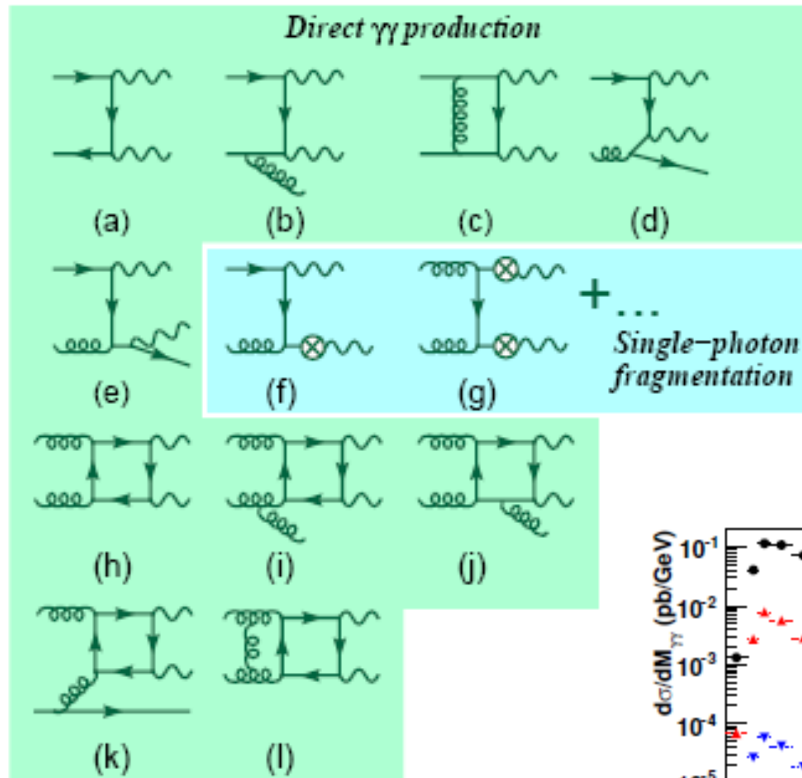 Direct γγ production
(a) (b) (c) (d)
+...
Single−photon
fragmentation
(e) (f) (g)
(h) (i) (j)
(k) (l)
dσ/dM_γγ (pb/GeV)
10^-1
10^-2
10^-3
10^-4